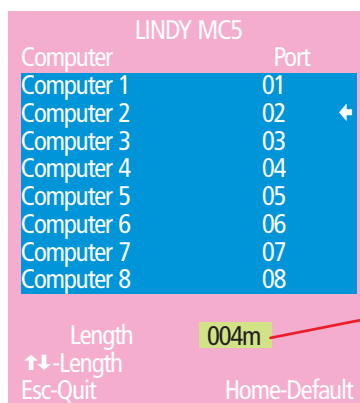 LINDY MC5
Computer Port
Computer 1 01
Computer 2 02
Computer 3 03
Computer 4 04
Computer 5 05
Computer 6 06
Computer 7 07
Computer 8 08
Length 004m
↑↓-Length
Esc-Quit Home-Default